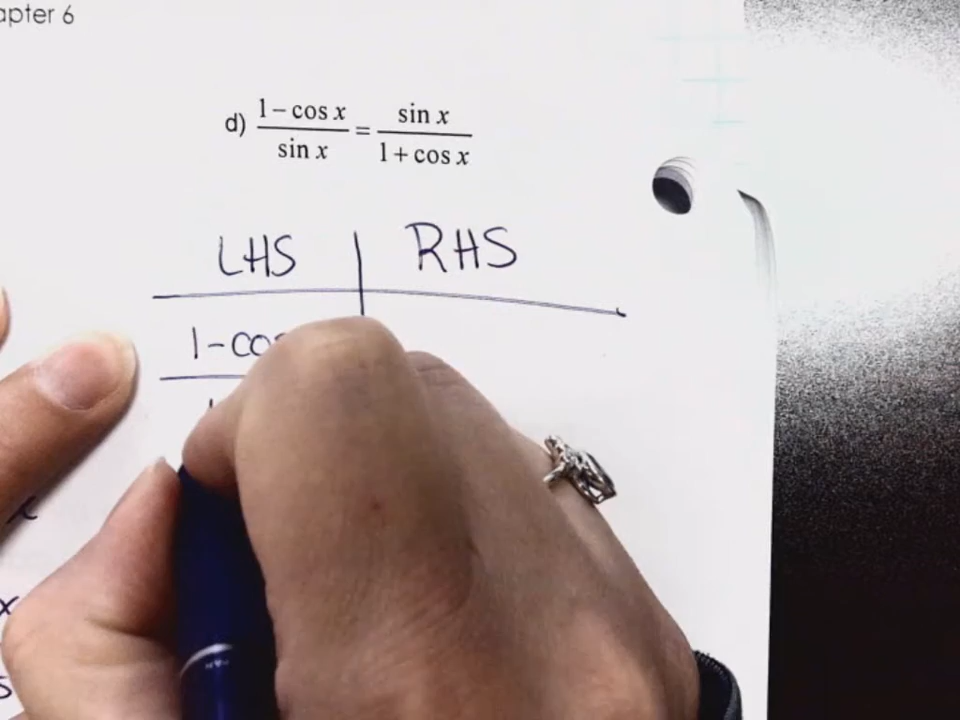 apter 6
d) 1 − cos x / sin x = sin x / 1 + cos x
LHS | RHS
1-co
x
x
s